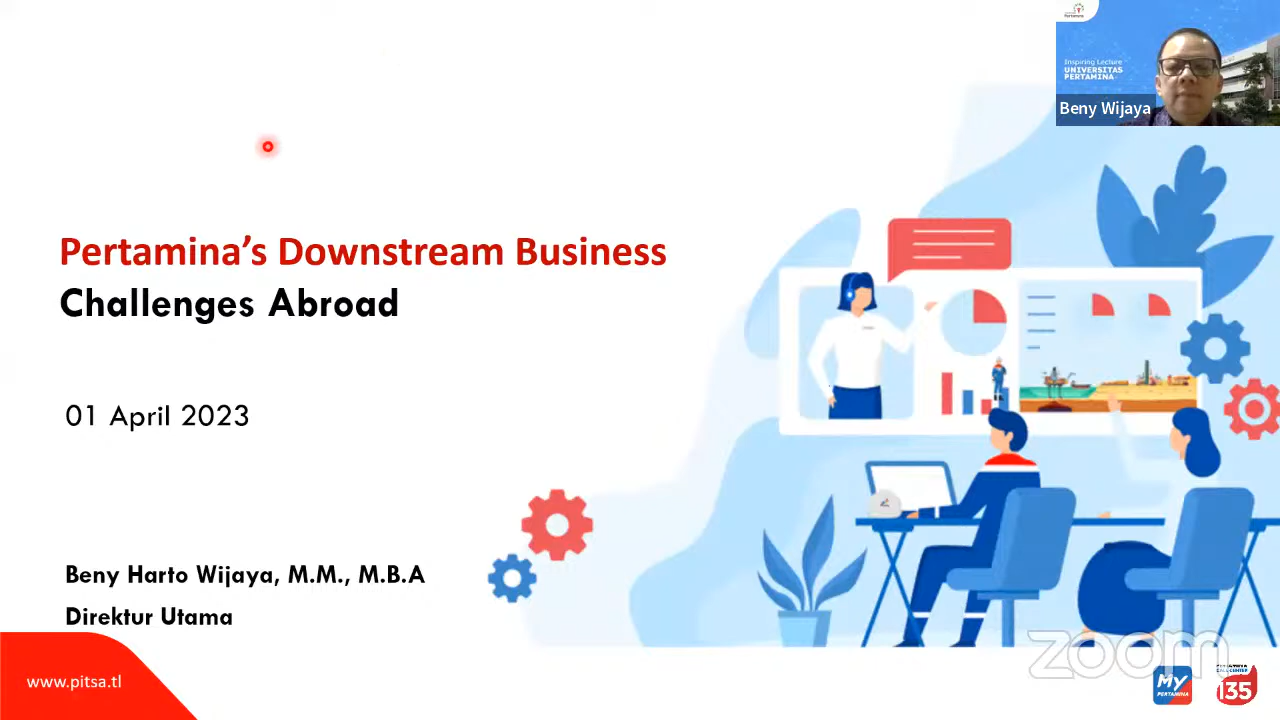 Pertamina
Inspiring Lecture
UNIVERSITAS
PERTAMINA
Beny Wijaya
Pertamina's Downstream Business
Challenges Abroad
01 April 2023
Beny Harto Wijaya, M.M., M.B.A
Direktur Utama
www.pitsa.tl
zoom
My
PERTAMINA
135